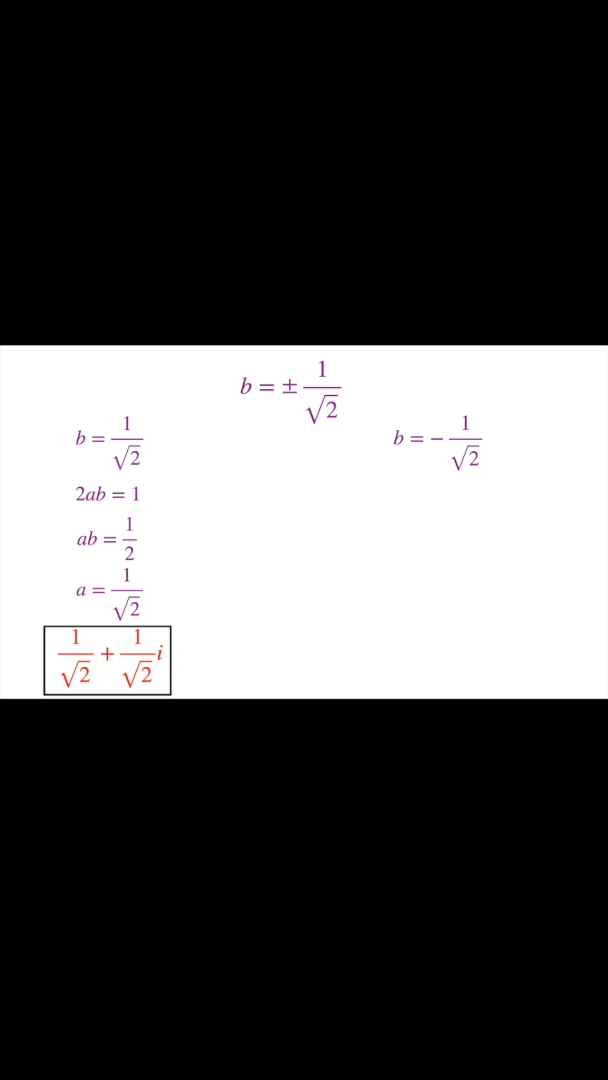 b = ± 1/√2
b = 1/√2
2ab = 1
ab = 1/2
a = 1/√2
1/√2 + 1/√2 i
b = − 1/√2